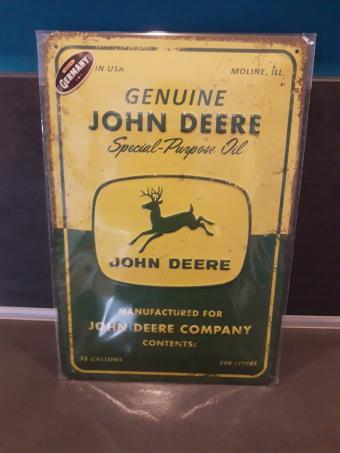 GERMANY
IN USA
MOLINE, ILL.
GENUINE
JOHN DEERE
Special-Purpose Oil
JOHN DEERE
MANUFACTURED FOR
JOHN DEERE COMPANY
CONTENTS:
55 GALLONS 208 LITERS